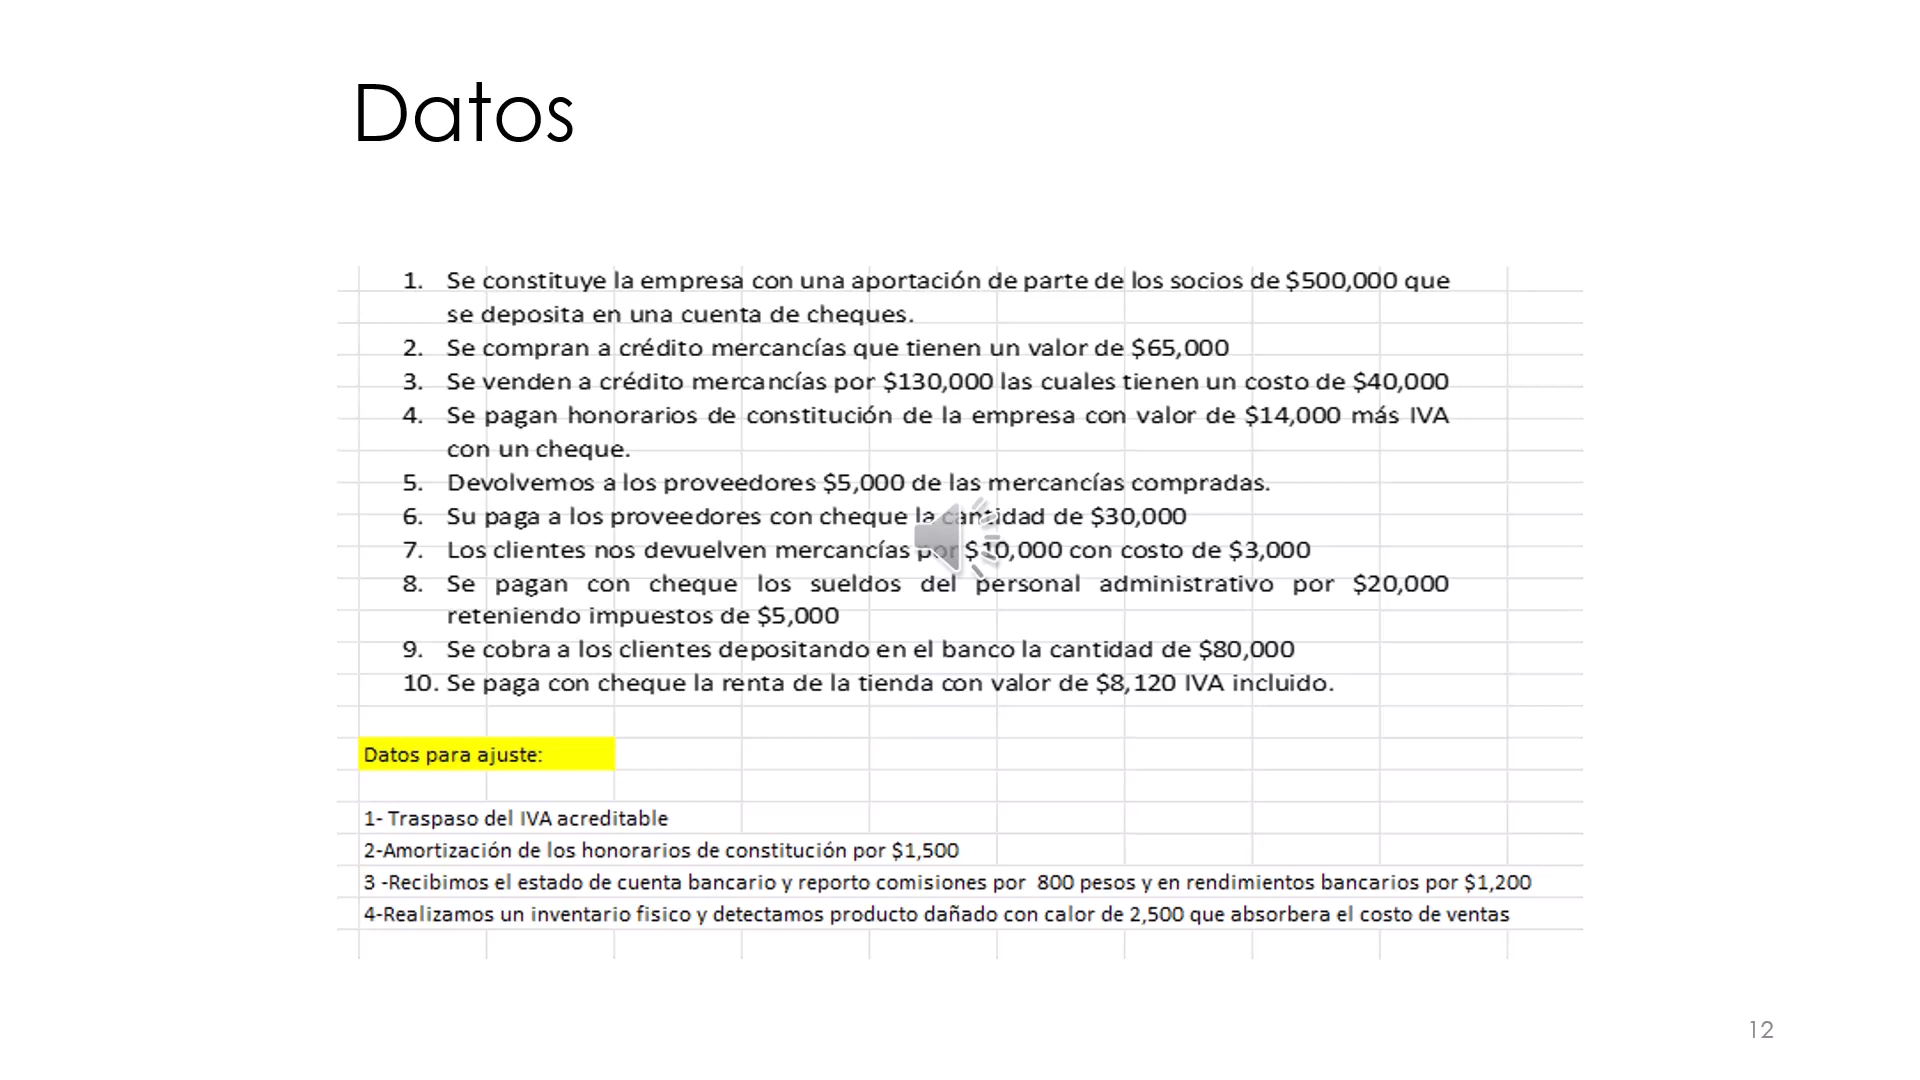 Datos
1. Se constituye la empresa con una aportación de parte de los socios de $500,000 que
se deposita en una cuenta de cheques.
2. Se compran a crédito mercancías que tienen un valor de $65,000
3. Se venden a crédito mercancías por $130,000 las cuales tienen un costo de $40,000
4. Se pagan honorarios de constitución de la empresa con valor de $14,000 más IVA
con un cheque.
5. Devolvemos a los proveedores $5,000 de las mercancías compradas.
6. Su paga a los proveedores con cheque la cantidad de $30,000
7. Los clientes nos devuelven mercancías por $10,000 con costo de $3,000
8. Se pagan con cheque los sueldos del personal administrativo por $20,000
reteniendo impuestos de $5,000
9. Se cobra a los clientes depositando en el banco la cantidad de $80,000
10. Se paga con cheque la renta de la tienda con valor de $8,120 IVA incluido.
Datos para ajuste:
1- Traspaso del IVA acreditable
2-Amortización de los honorarios de constitución por $1,500
3 -Recibimos el estado de cuenta bancario y reporto comisiones por 800 pesos y en rendimientos bancarios por $1,200
4-Realizamos un inventario fisico y detectamos producto dañado con calor de 2,500 que absorbera el costo de ventas
12